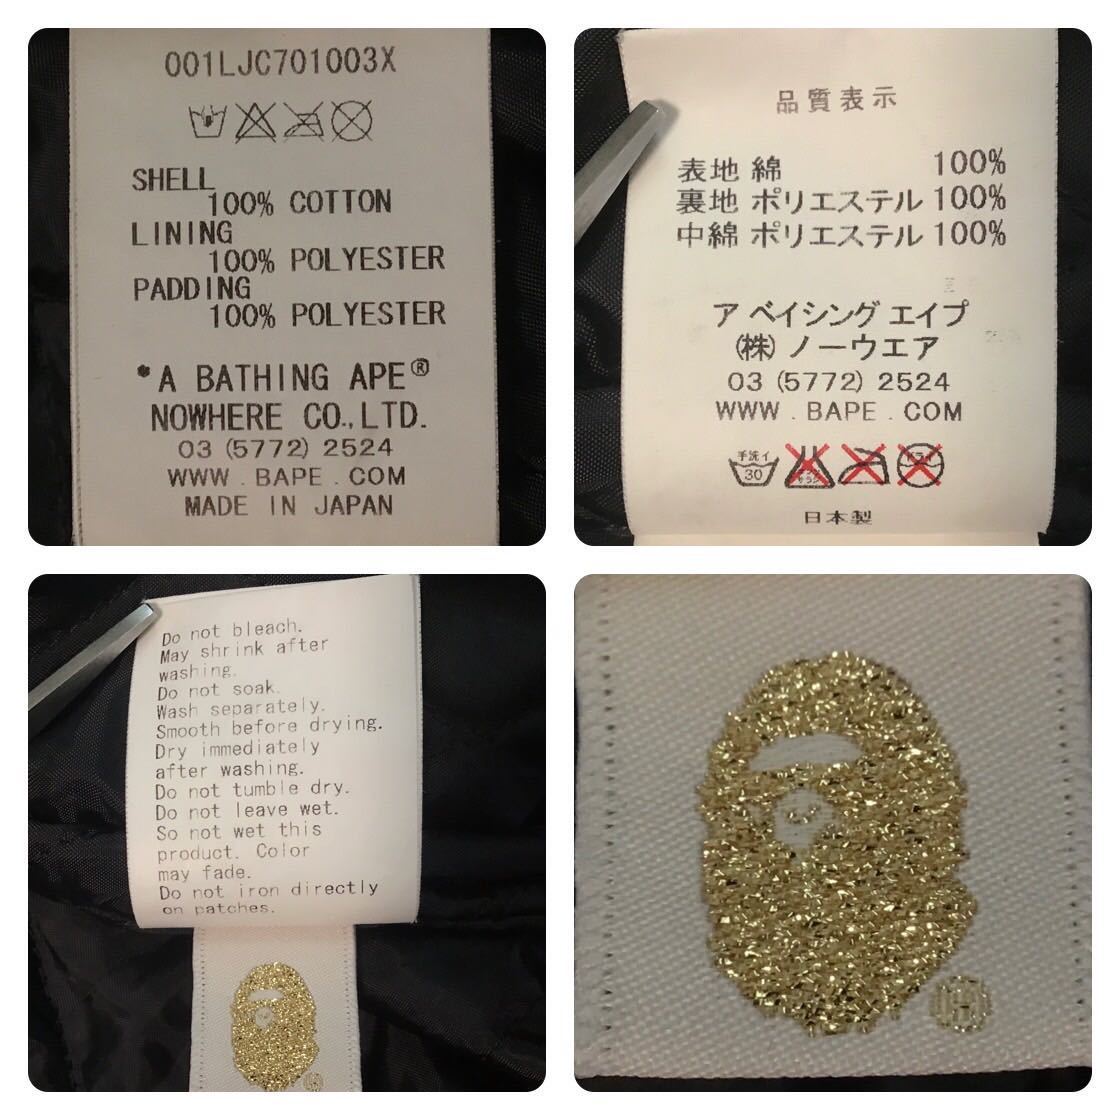 001LJC701003X
SHELL
100% COTTON
LINING
100% POLYESTER
PADDING
100% POLYESTER
*A BATHING APE®
NOWHERE CO.,LTD.
03 (5772) 2524
WWW . BAPE . COM
MADE IN JAPAN
品質表示
表地 綿 100%
裏地 ポリエステル 100%
中綿 ポリエステル 100%
ア ベイシング エイプ
(株) ノーウエア
03 (5772) 2524
WWW . BAPE . COM
手洗イ
30
日本製
Do not bleach.
May shrink after
washing.
Do not soak.
Wash separately.
Smooth before drying.
Dry immediately
after washing.
Do not tumble dry.
Do not leave wet.
So not wet this
product. Color
may fade.
Do not iron directly
on patches.